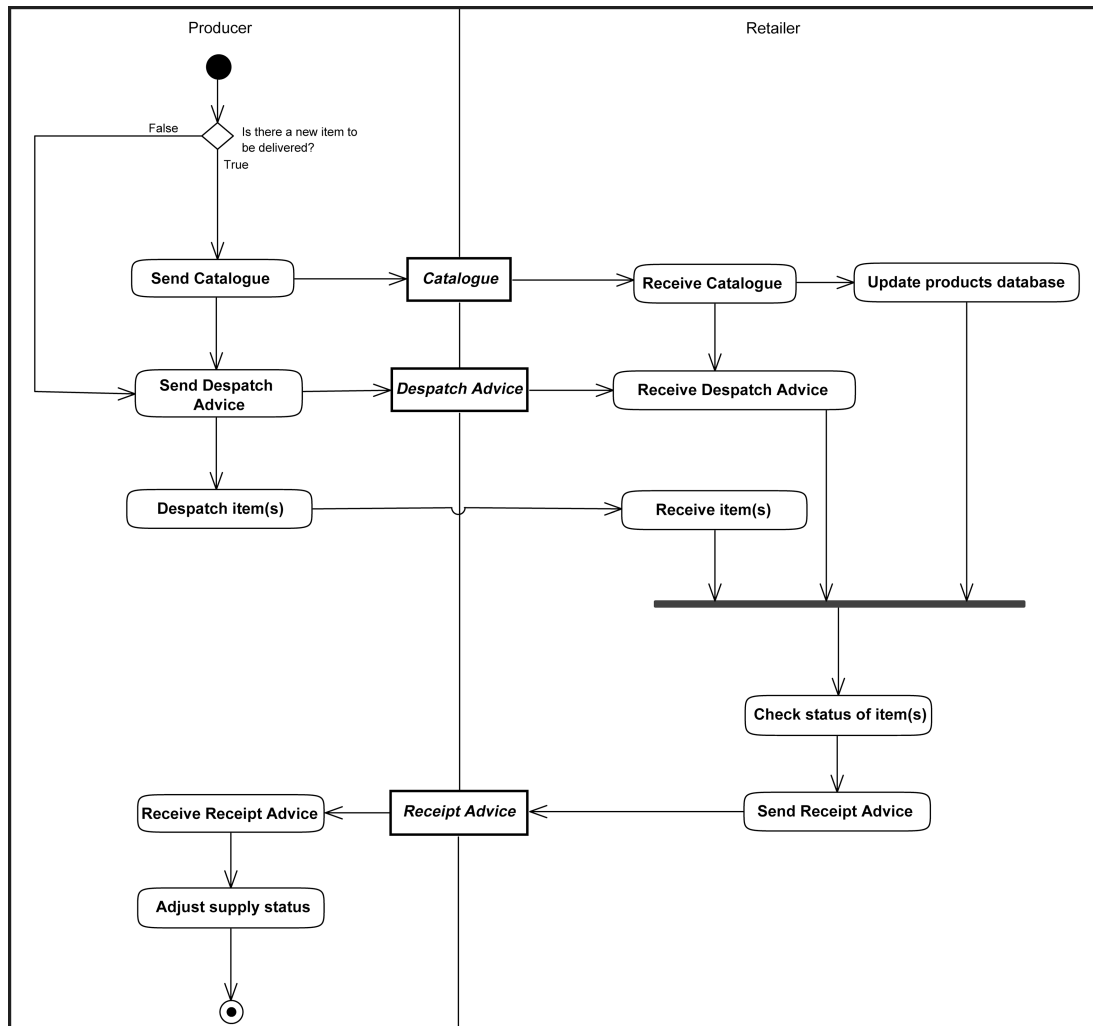 Producer
Retailer
False
Is there a new item to
be delivered?
True
Send Catalogue
Catalogue
Receive Catalogue
Update products database
Send Despatch
Advice
Despatch Advice
Receive Despatch Advice
Despatch item(s)
Receive item(s)
Check status of item(s)
Receive Receipt Advice
Receipt Advice
Send Receipt Advice
Adjust supply status